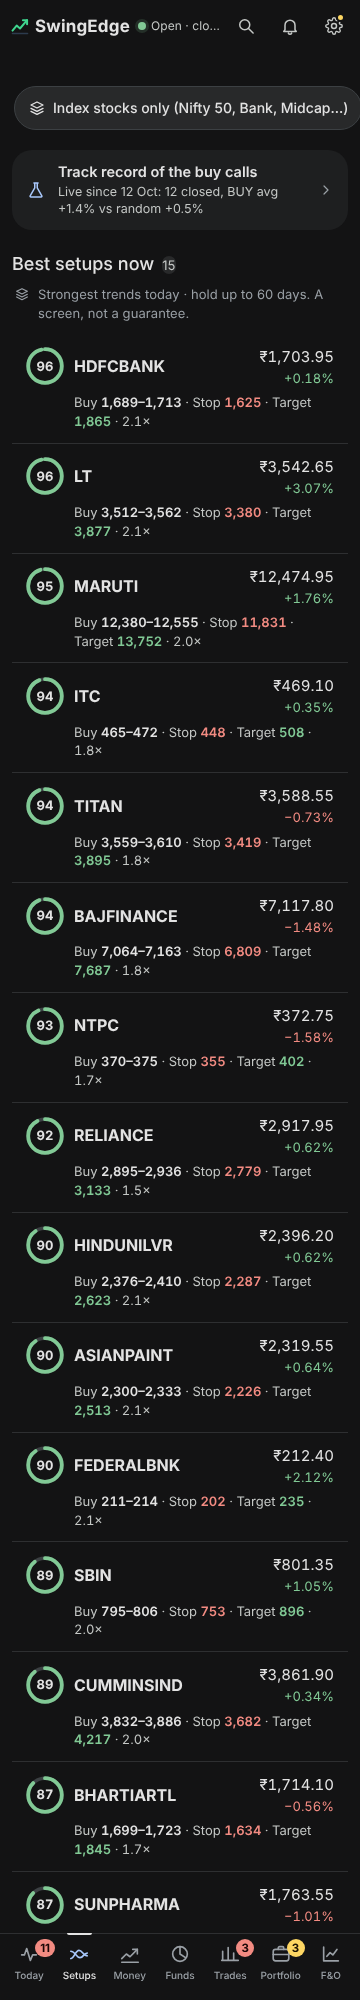 SwingEdge Open · clo...
Index stocks only (Nifty 50, Bank, Midcap...)
Track record of the buy calls
Live since 12 Oct: 12 closed, BUY avg
+1.4% vs random +0.5%
Best setups now 15
Strongest trends today · hold up to 60 days. A
screen, not a guarantee.
96 HDFCBANK ₹1,703.95
+0.18%
Buy 1,689–1,713 · Stop 1,625 · Target
1,865 · 2.1×
96 LT ₹3,542.65
+3.07%
Buy 3,512–3,562 · Stop 3,380 · Target
3,877 · 2.1×
95 MARUTI ₹12,474.95
+1.76%
Buy 12,380–12,555 · Stop 11,831 ·
Target 13,752 · 2.0×
94 ITC ₹469.10
+0.35%
Buy 465–472 · Stop 448 · Target 508 ·
1.8×
94 TITAN ₹3,588.55
−0.73%
Buy 3,559–3,610 · Stop 3,419 · Target
3,895 · 1.8×
94 BAJFINANCE ₹7,117.80
−1.48%
Buy 7,064–7,163 · Stop 6,809 · Target
7,687 · 1.8×
93 NTPC ₹372.75
−1.58%
Buy 370–375 · Stop 355 · Target 402 ·
1.7×
92 RELIANCE ₹2,917.95
+0.62%
Buy 2,895–2,936 · Stop 2,779 · Target
3,133 · 1.5×
90 HINDUNILVR ₹2,396.20
+0.62%
Buy 2,376–2,410 · Stop 2,287 · Target
2,623 · 2.1×
90 ASIANPAINT ₹2,319.55
+0.64%
Buy 2,300–2,333 · Stop 2,226 · Target
2,513 · 2.1×
90 FEDERALBNK ₹212.40
+2.12%
Buy 211–214 · Stop 202 · Target 235 ·
2.1×
89 SBIN ₹801.35
+1.05%
Buy 795–806 · Stop 753 · Target 896 ·
2.0×
89 CUMMINSIND ₹3,861.90
+0.34%
Buy 3,832–3,886 · Stop 3,682 · Target
4,217 · 2.0×
87 BHARTIARTL ₹1,714.10
−0.56%
Buy 1,699–1,723 · Stop 1,634 · Target
1,845 · 1.7×
87 SUNPHARMA ₹1,763.55
−1.01%
11 3 3
Today Setups Money Funds Trades Portfolio F&O